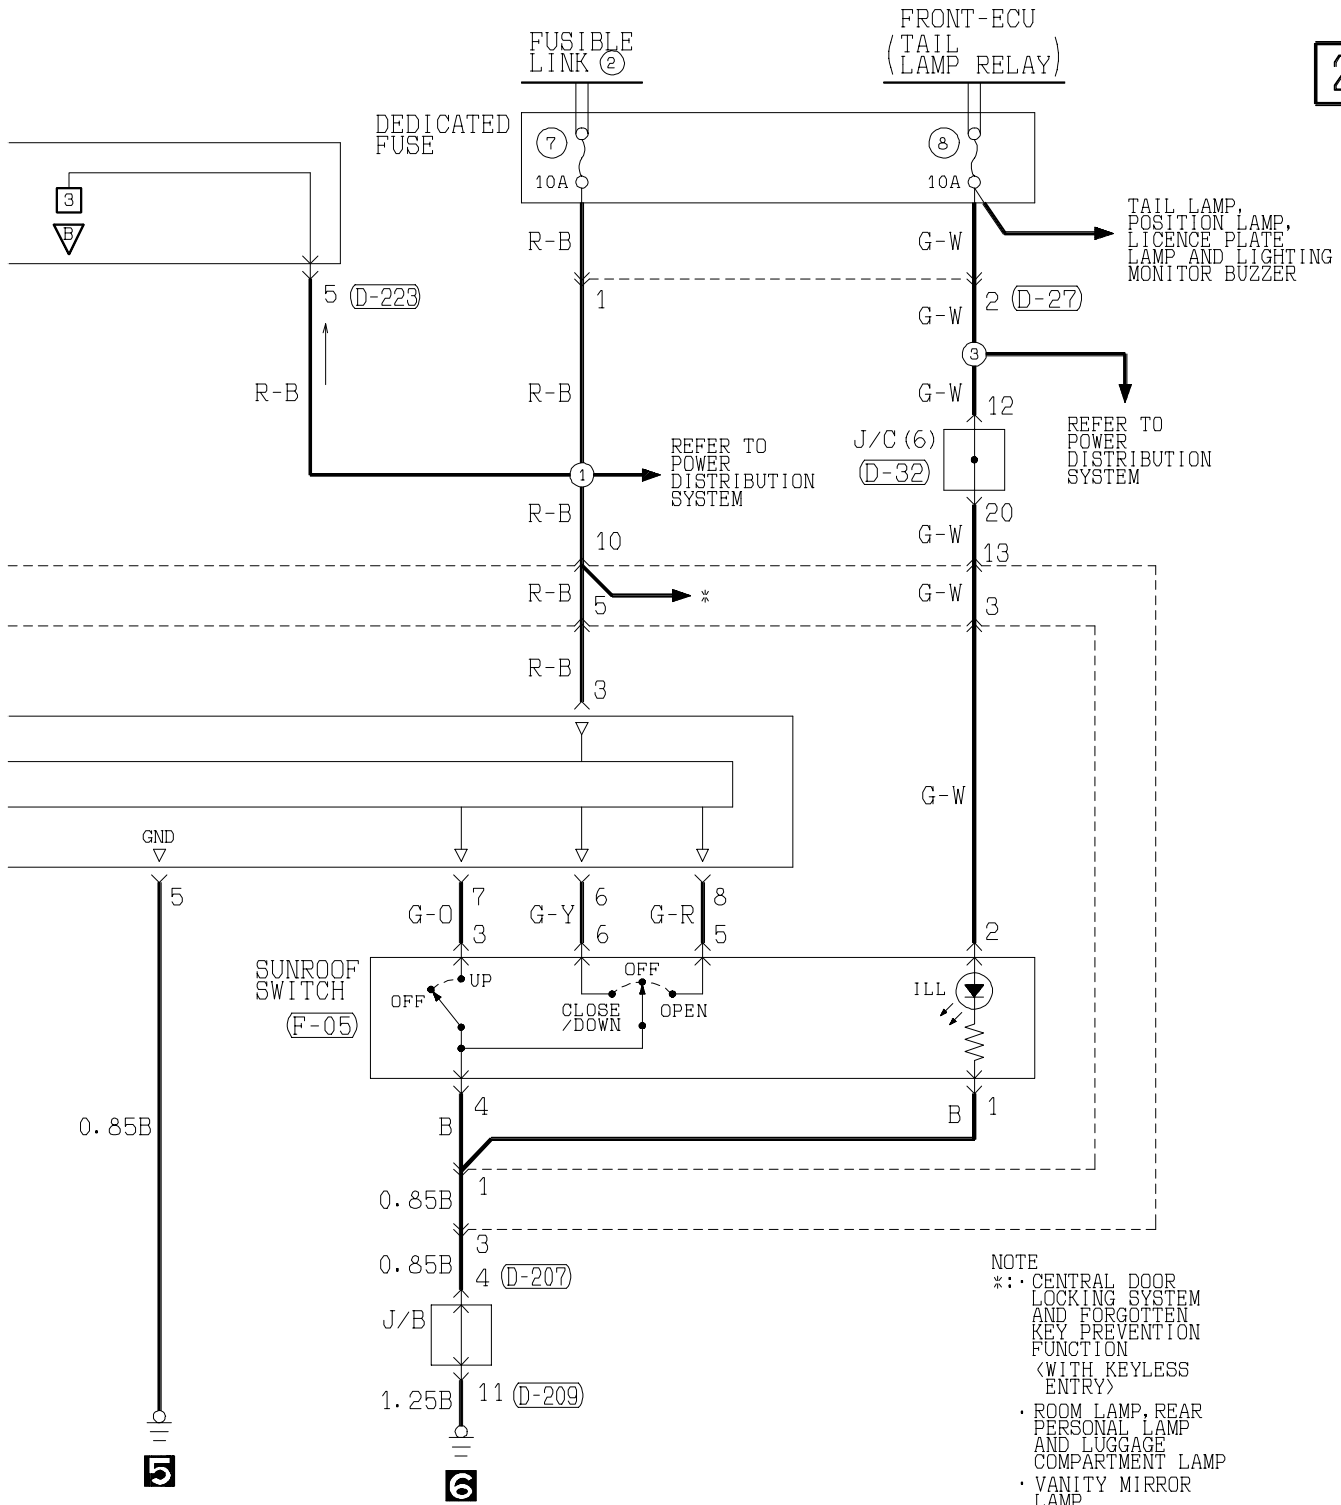 FRONT-ECU
(TAIL
LAMP RELAY)
FUSIBLE
LINK ②
DEDICATED
FUSE
7
8
10A
10A
3
B
TAIL LAMP,
POSITION LAMP,
LICENCE PLATE
LAMP AND LIGHTING
MONITOR BUZZER
R-B
G-W
5 (D-223)
1
2 (D-27)
G-W
3
R-B
R-B
G-W
12
REFER TO
POWER
DISTRIBUTION
SYSTEM
J/C(6)
(D-32)
REFER TO
POWER
DISTRIBUTION
SYSTEM
1
R-B
20
G-W
10
13
R-B
5
*
G-W
3
R-B
3
G-W
GND
5
7
6
8
G-O
G-Y
G-R
3
6
5
2
SUNROOF
SWITCH
(F-05)
OFF
UP
OFF
CLOSE
/DOWN
OPEN
ILL
4
1
B
B
0.85B
1
0.85B
3
0.85B
4 (D-207)
J/B
11 (D-209)
1.25B
5
6
NOTE
*:· CENTRAL DOOR
LOCKING SYSTEM
AND FORGOTTEN
KEY PREVENTION
FUNCTION
<WITH KEYLESS
ENTRY>
· ROOM LAMP,REAR
PERSONAL LAMP
AND LUGGAGE
COMPARTMENT LAMP
· VANITY MIRROR
LAMP